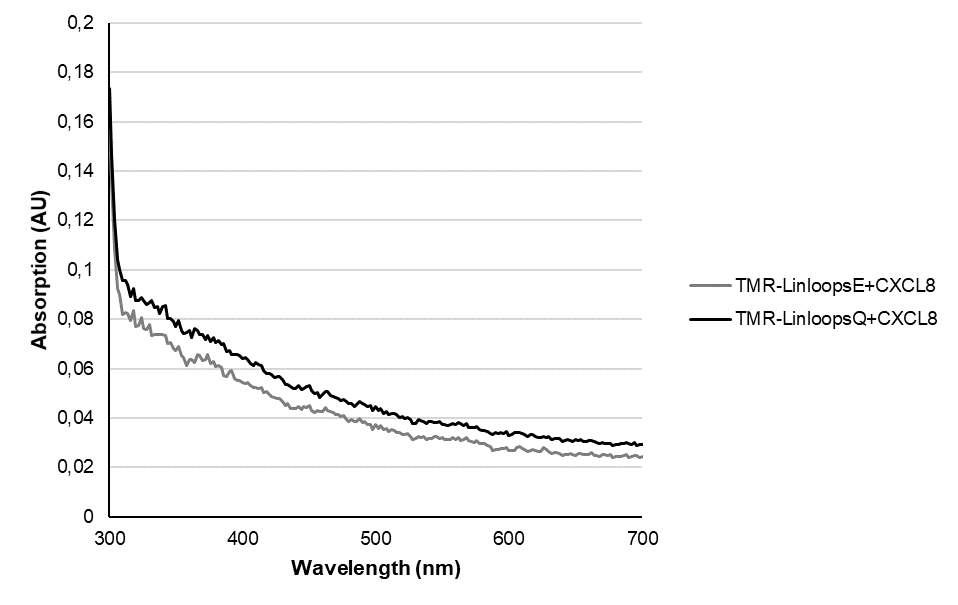 0,2
0,18
0,16
0,14
0,12
0,1
0,08
0,06
0,04
0,02
0
Absorption (AU)
300 400 500 600 700
Wavelength (nm)
TMR-LinloopsE+CXCL8
TMR-LinloopsQ+CXCL8